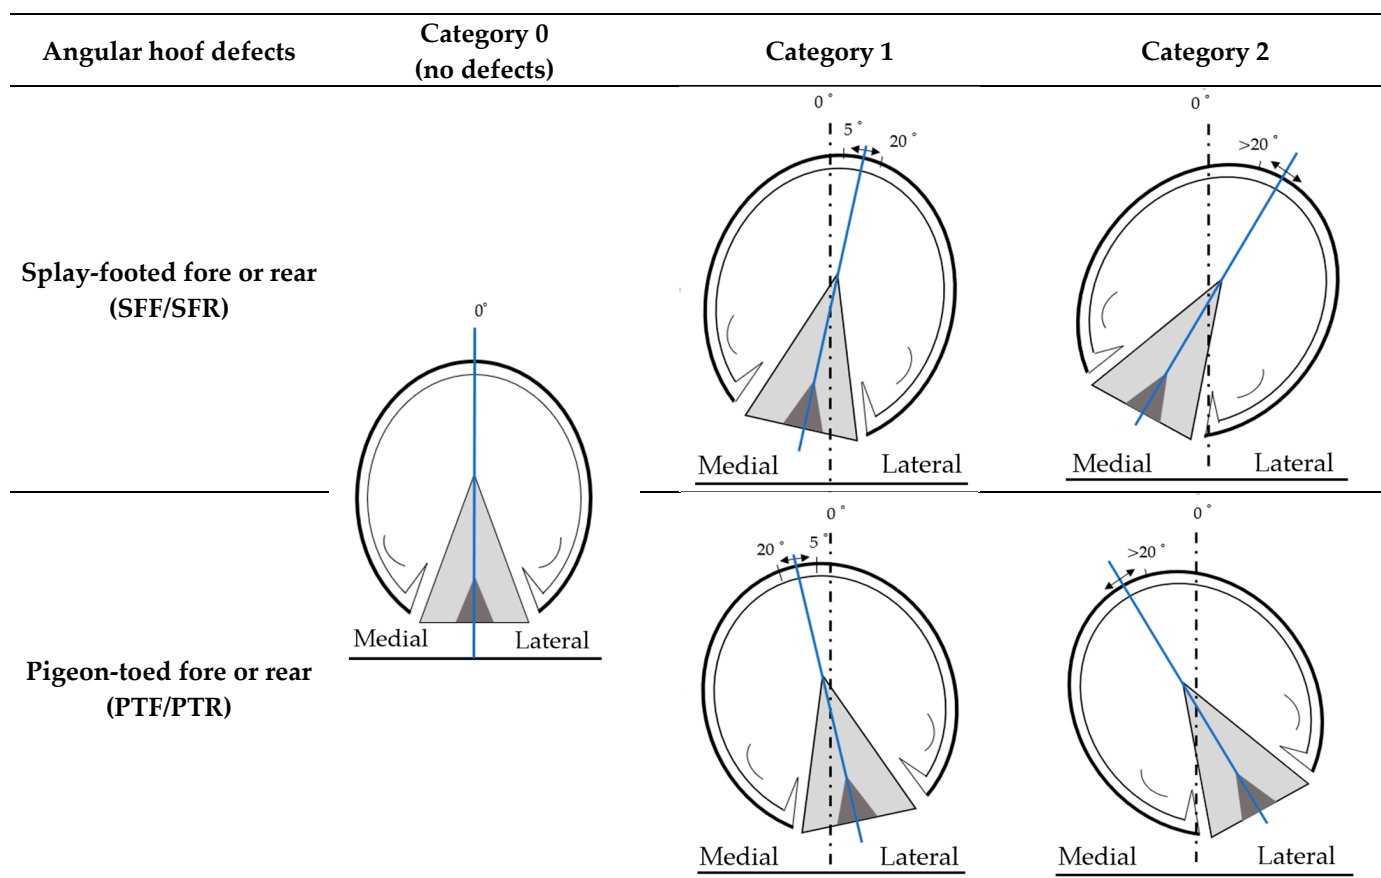 Angular hoof defects
Category 0
(no defects)
Category 1
Category 2
Splay-footed fore or rear
(SFF/SFR)
0°
Medial Lateral
0°
5° 20°
Medial Lateral
0°
>20°
Medial Lateral
Pigeon-toed fore or rear
(PTF/PTR)
0°
20° 5°
Medial Lateral
0°
>20°
Medial Lateral